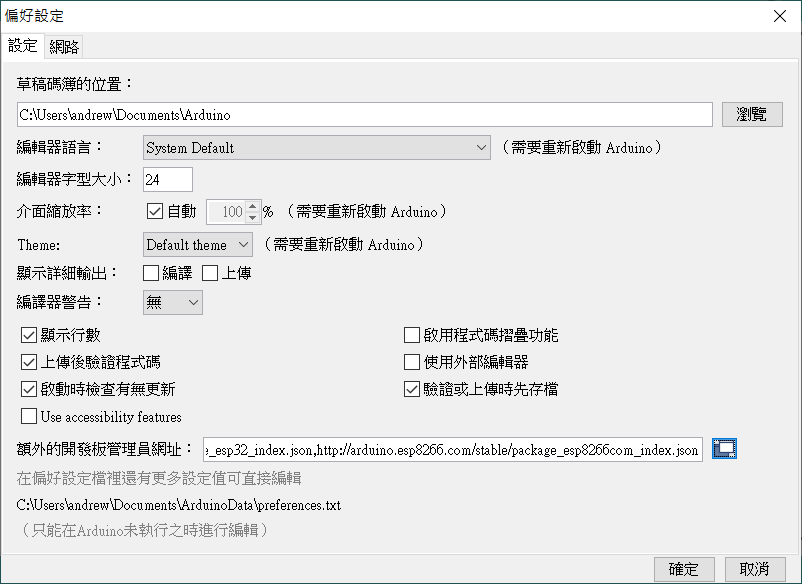 偏好設定
設定 網路
草稿碼簿的位置：
C:\Users\andrew\Documents\Arduino 瀏覽
編輯器語言： System Default （需要重新啟動 Arduino）
編輯器字型大小： 24
介面縮放率： 自動 100 % （需要重新啟動 Arduino）
Theme: Default theme （需要重新啟動 Arduino）
顯示詳細輸出： 編譯 上傳
編譯器警告： 無
顯示行數 啟用程式碼摺疊功能
上傳後驗證程式碼 使用外部編輯器
啟動時檢查有無更新 驗證或上傳時先存檔
Use accessibility features
額外的開發板管理員網址： _esp32_index.json,http://arduino.esp8266.com/stable/package_esp8266com_index.json
在偏好設定檔裡還有更多設定值可直接編輯
C:\Users\andrew\Documents\ArduinoData\preferences.txt
（只能在Arduino未執行之時進行編輯）
確定 取消